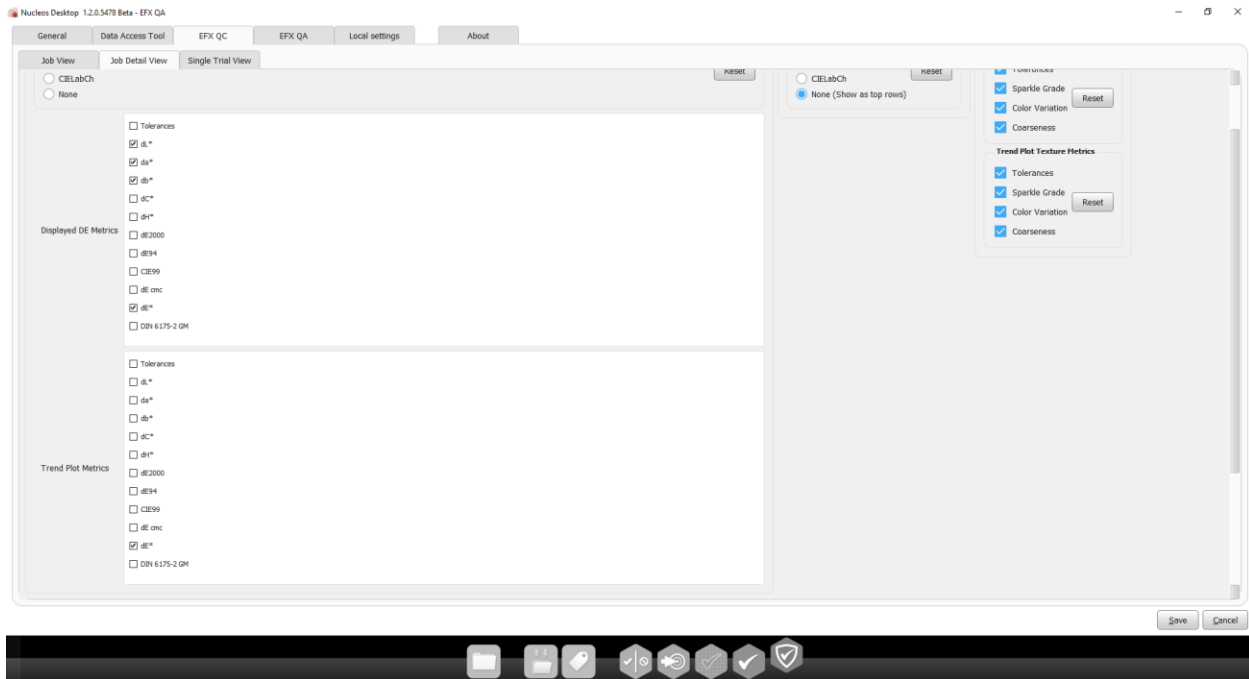 Nucleos Desktop 1.2.0.5478 Beta - EFX QA
General Data Access Tool EFX QC EFX QA Local settings About
Job View Job Detail View Single Trial View
CIELabCh
None
Reset
CIELabCh
None (Show as top rows)
Reset
Tolerances
Sparkle Grade
Color Variation
Coarseness
Reset
Trend Plot Texture Metrics
Tolerances
Sparkle Grade
Color Variation
Coarseness
Reset
Displayed DE Metrics
Tolerances
dL*
da*
db*
dC*
dH*
dE2000
dE94
CIE99
dE cmc
dE*
DIN 6175-2 GM
Trend Plot Metrics
Tolerances
dL*
da*
db*
dC*
dH*
dE2000
dE94
CIE99
dE cmc
dE*
DIN 6175-2 GM
Save Cancel